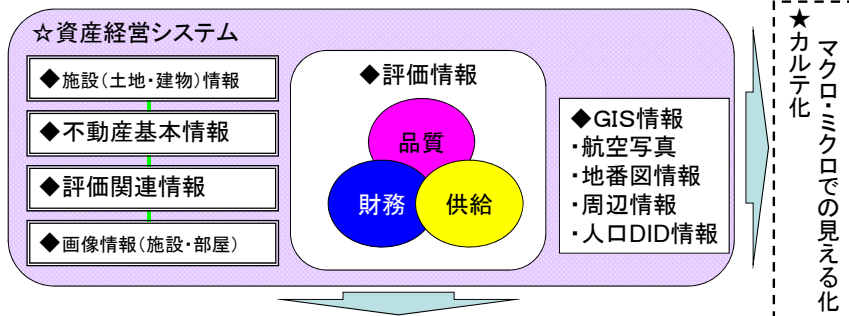 ☆資産経営システム
◆施設(土地・建物)情報
◆不動産基本情報
◆評価関連情報
◆画像情報(施設・部屋)
◆評価情報
品質
財務
供給
◆GIS情報
・航空写真
・地番図情報
・周辺情報
・人口DID情報
★カルテ化
マクロ・ミクロでの見える化